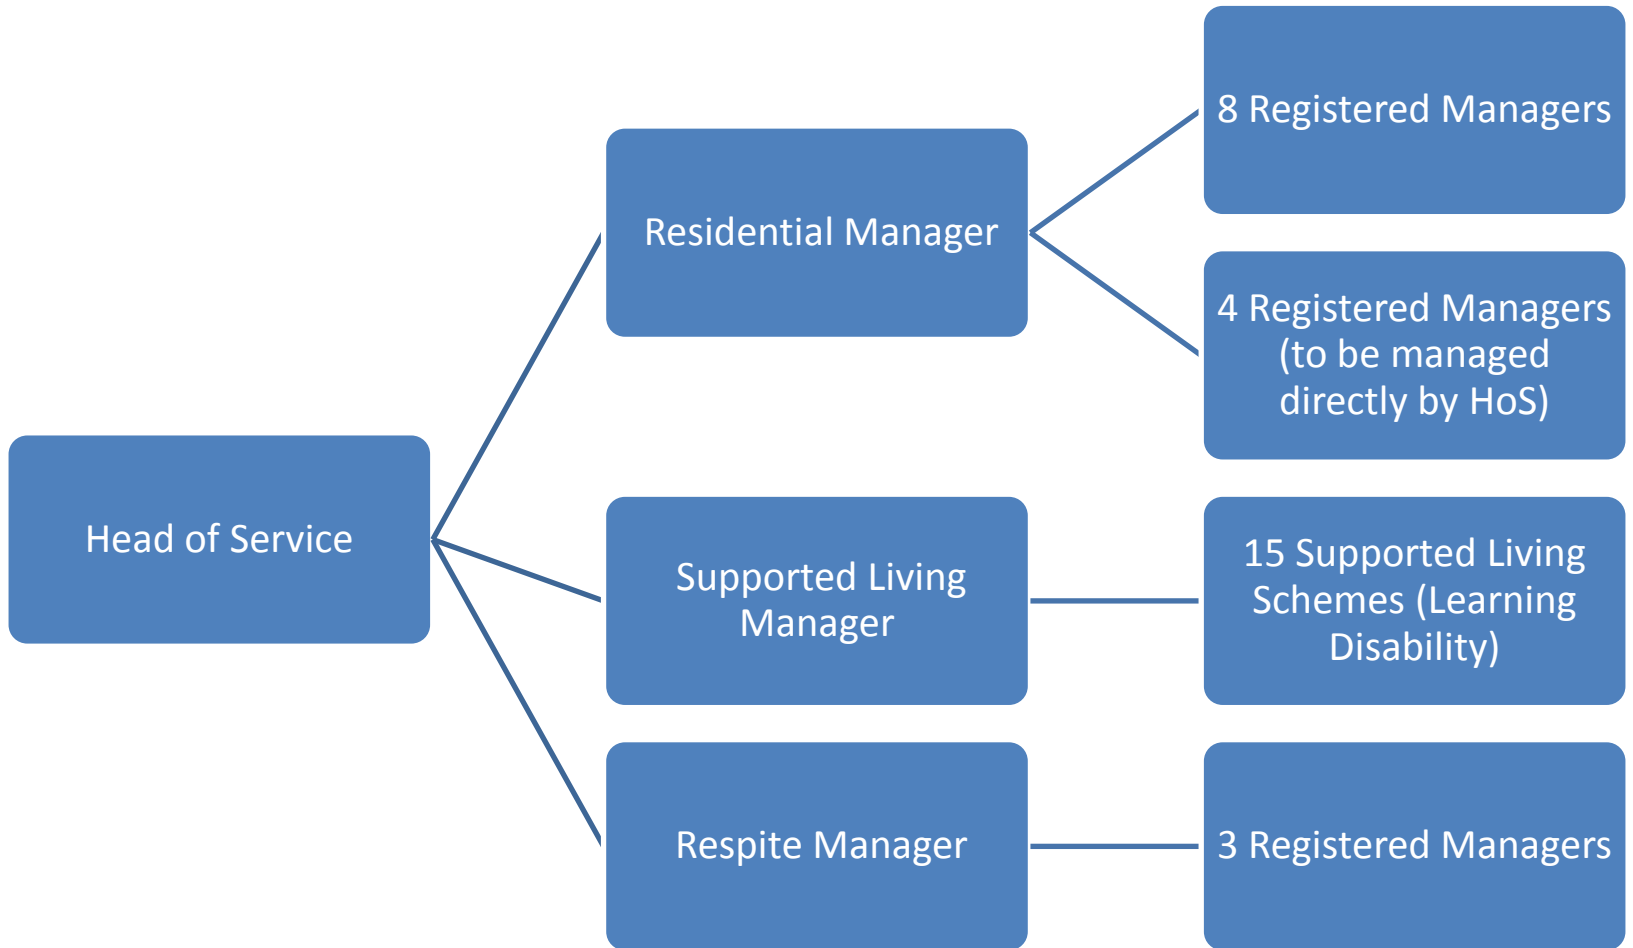 Head of Service
Residential Manager
8 Registered Managers
4 Registered Managers
(to be managed
directly by HoS)
Supported Living
Manager
15 Supported Living
Schemes (Learning
Disability)
Respite Manager
3 Registered Managers